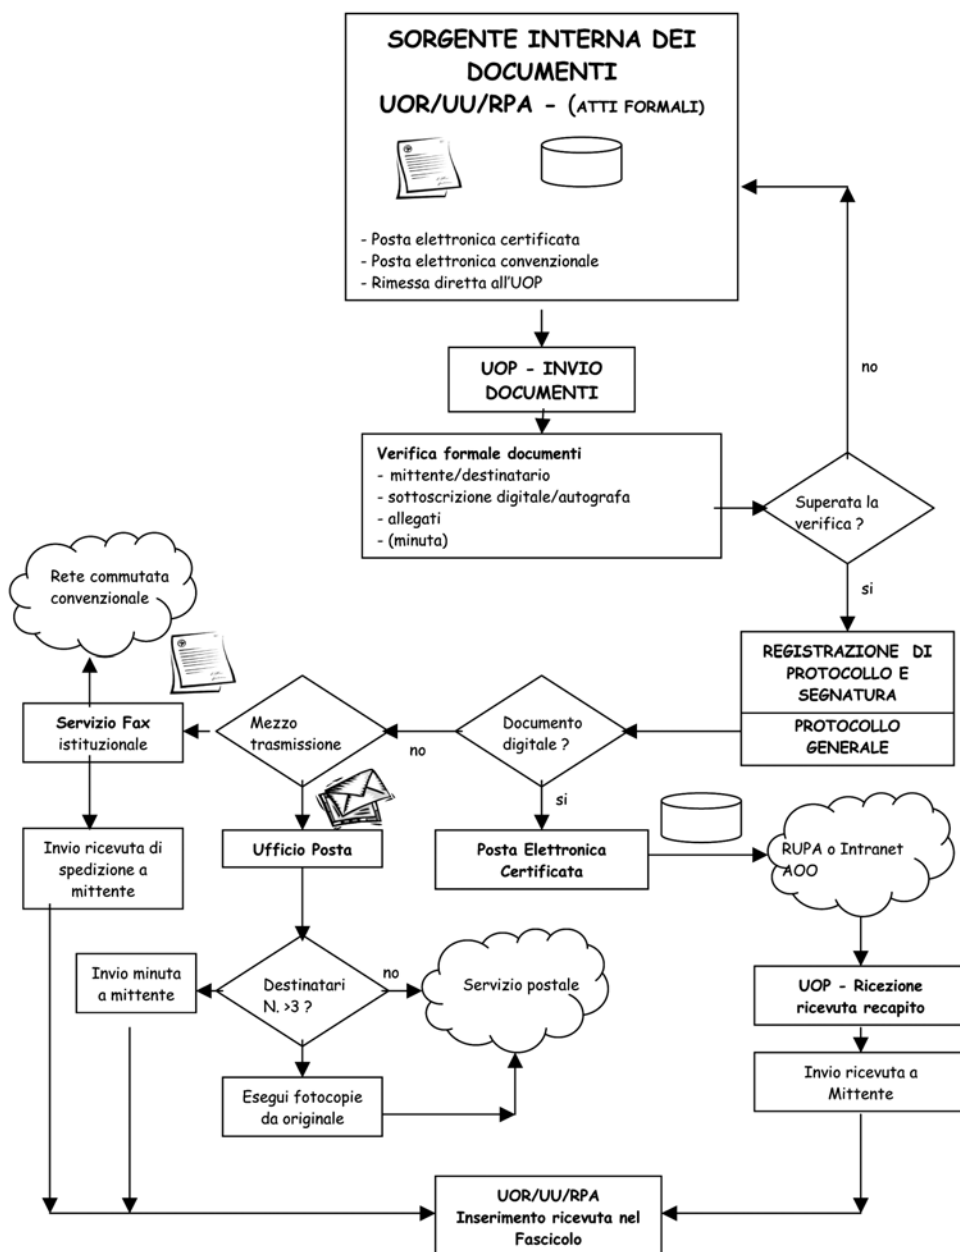 SORGENTE INTERNA DEI
DOCUMENTI
UOR/UU/RPA - (ATTI FORMALI)
- Posta elettronica certificata
- Posta elettronica convenzionale
- Rimessa diretta all'UOP
UOP - INVIO
DOCUMENTI
no
Verifica formale documenti
- mittente/destinatario
- sottoscrizione digitale/autografa
- allegati
- (minuta)
Superata la
verifica ?
si
Rete commutata
convenzionale
REGISTRAZIONE DI
PROTOCOLLO E
SEGNATURA
PROTOCOLLO
GENERALE
Servizio Fax
istituzionale
Mezzo
trasmissione
no
Documento
digitale ?
si
Invio ricevuta di
spedizione a
mittente
Ufficio Posta
Posta Elettronica
Certificata
RUPA o Intranet
AOO
Invio minuta
a mittente
Destinatari
N. >3 ?
no
Servizio postale
UOP - Ricezione
ricevuta recapito
Esegui fotocopie
da originale
Invio ricevuta a
Mittente
UOR/UU/RPA
Inserimento ricevuta nel
Fascicolo